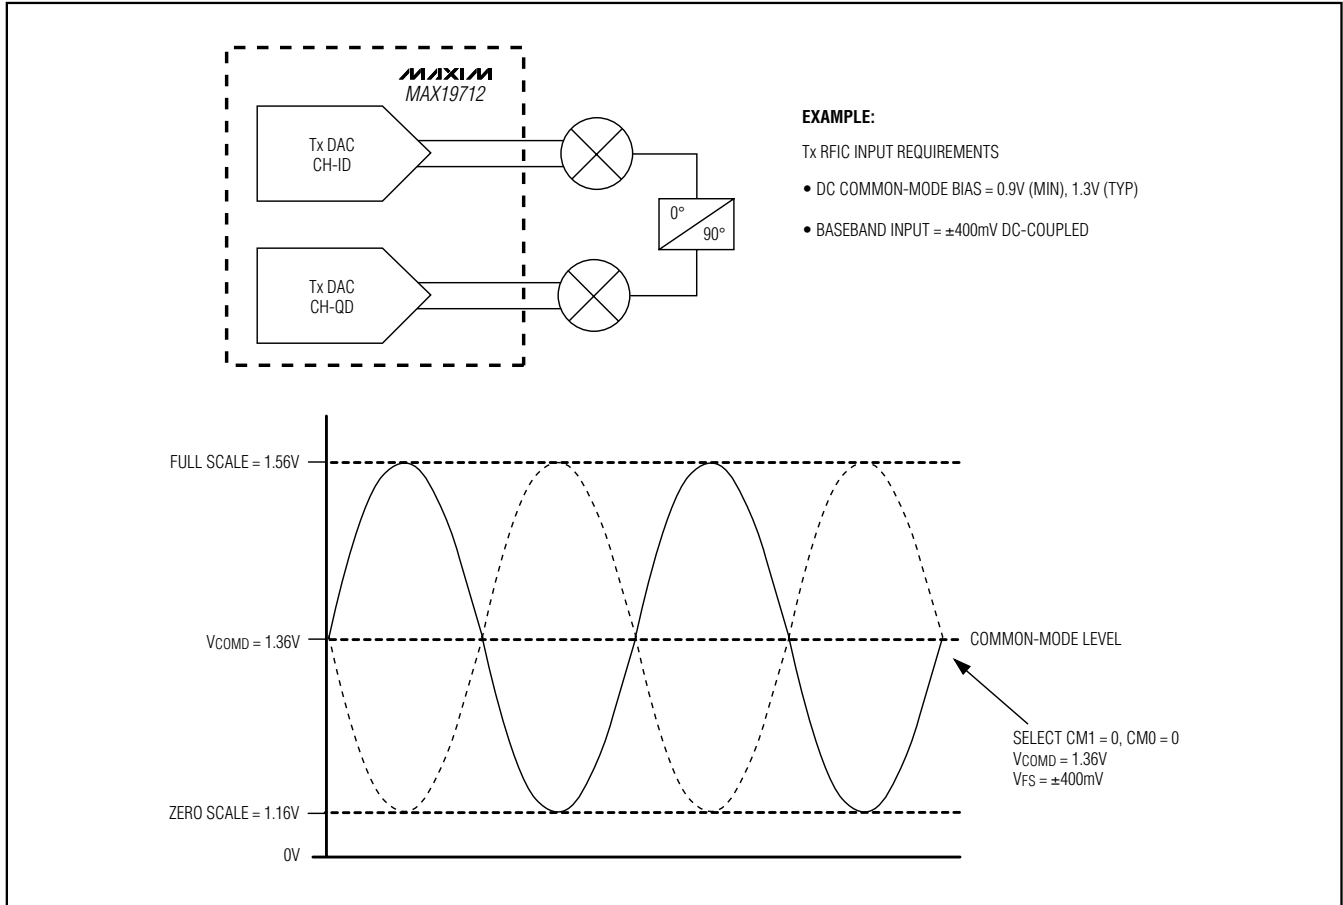 MAXIM
MAX19712
Tx DAC
CH-ID
Tx DAC
CH-QD
0°
90°
EXAMPLE:
Tx RFIC INPUT REQUIREMENTS
• DC COMMON-MODE BIAS = 0.9V (MIN), 1.3V (TYP)
• BASEBAND INPUT = ±400mV DC-COUPLED
FULL SCALE = 1.56V
VCOMD = 1.36V
COMMON-MODE LEVEL
SELECT CM1 = 0, CM0 = 0
VCOMD = 1.36V
VFS = ±400mV
ZERO SCALE = 1.16V
0V